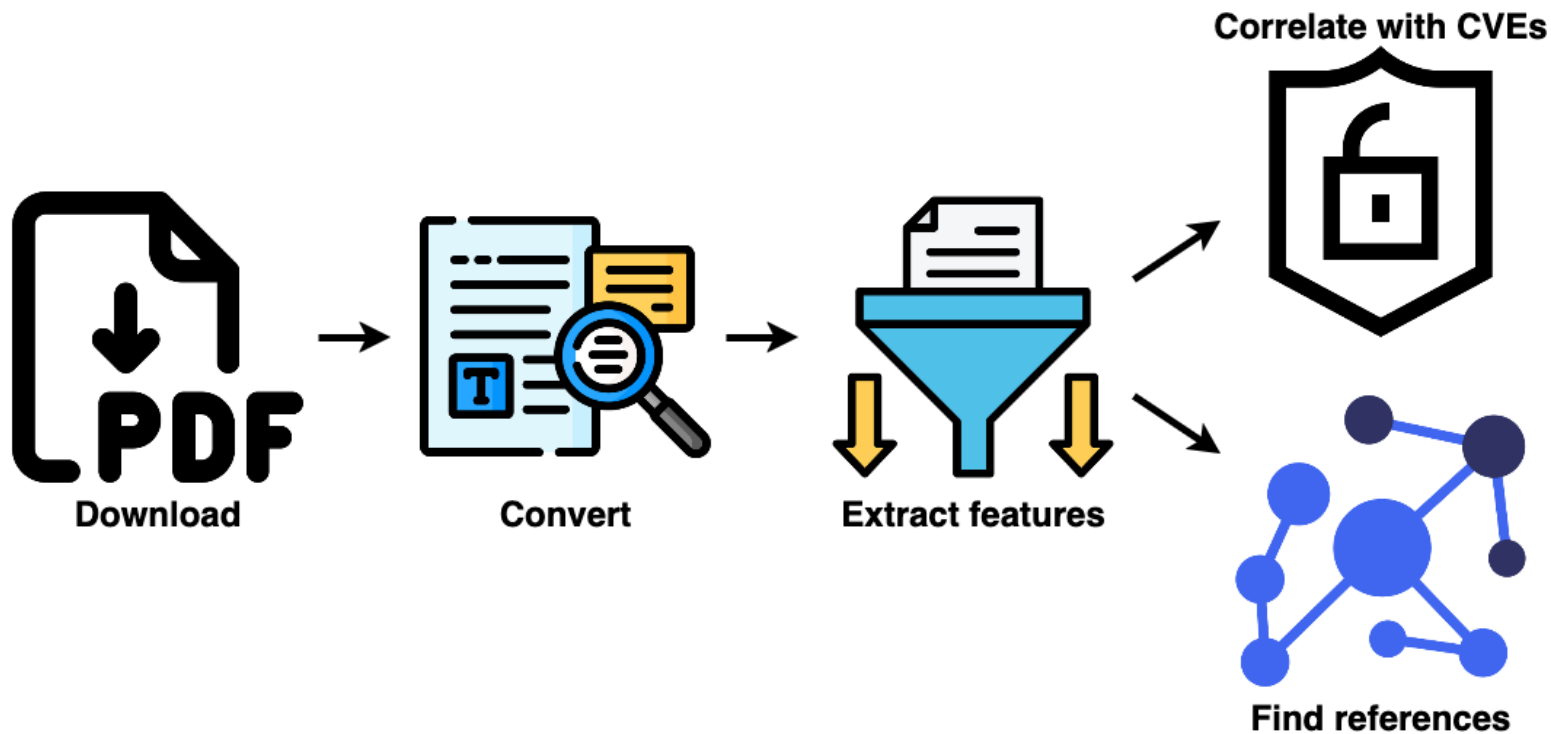 Correlate with CVEs
PDF
T
Download
Convert
Extract features
Find references